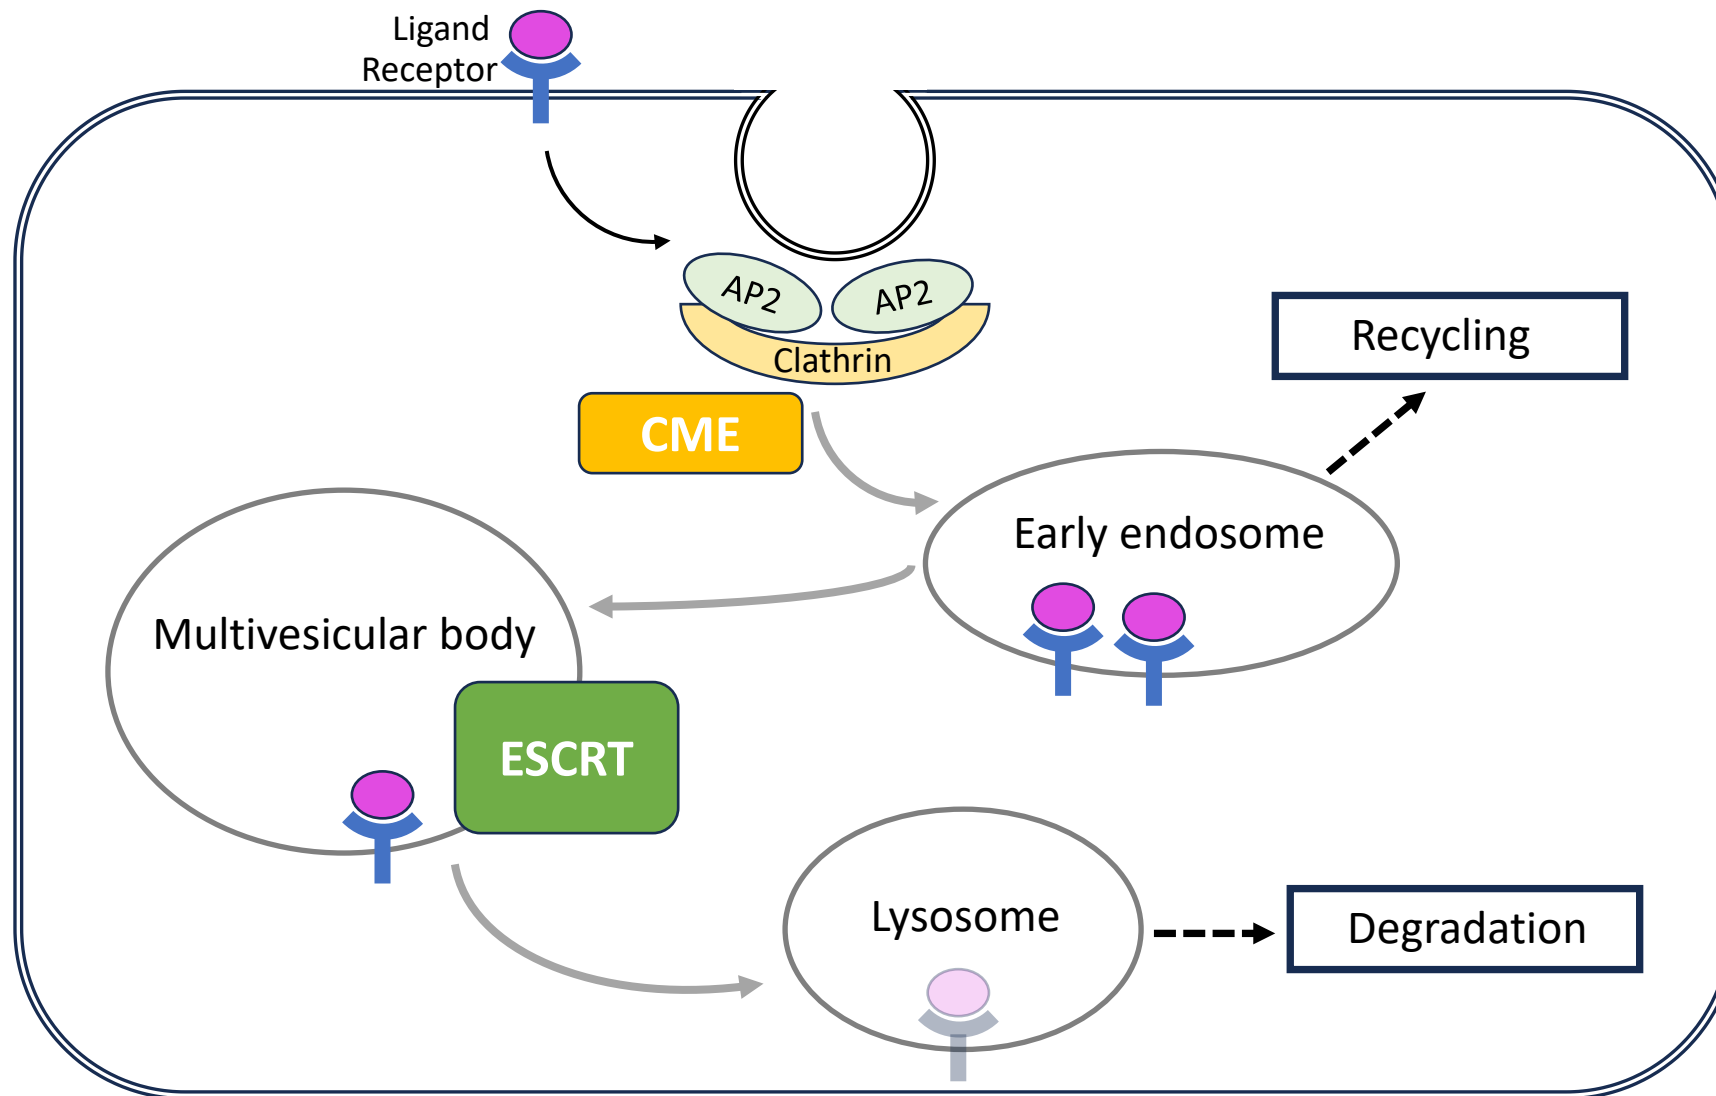 Ligand
Receptor
AP2
AP2
Clathrin
CME
Recycling
Early endosome
Multivesicular body
ESCRT
Lysosome
Degradation